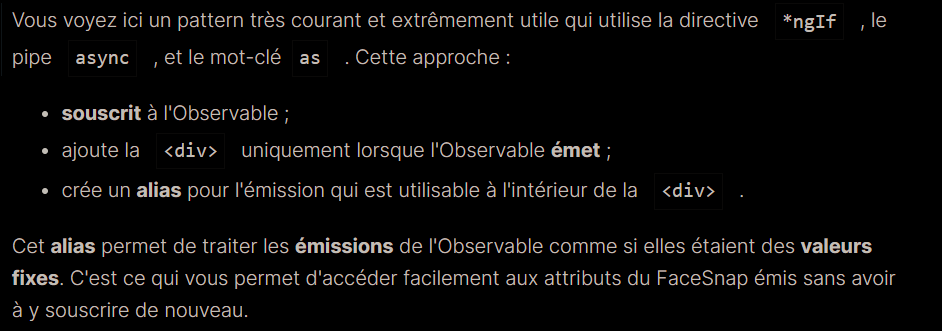 Vous voyez ici un pattern très courant et extrêmement utile qui utilise la directive *ngIf , le
pipe async , et le mot-clé as . Cette approche :
• souscrit à l'Observable ;
• ajoute la <div> uniquement lorsque l'Observable émet ;
• crée un alias pour l'émission qui est utilisable à l'intérieur de la <div> .
Cet alias permet de traiter les émissions de l'Observable comme si elles étaient des valeurs
fixes. C'est ce qui vous permet d'accéder facilement aux attributs du FaceSnap émis sans avoir
à y souscrire de nouveau.